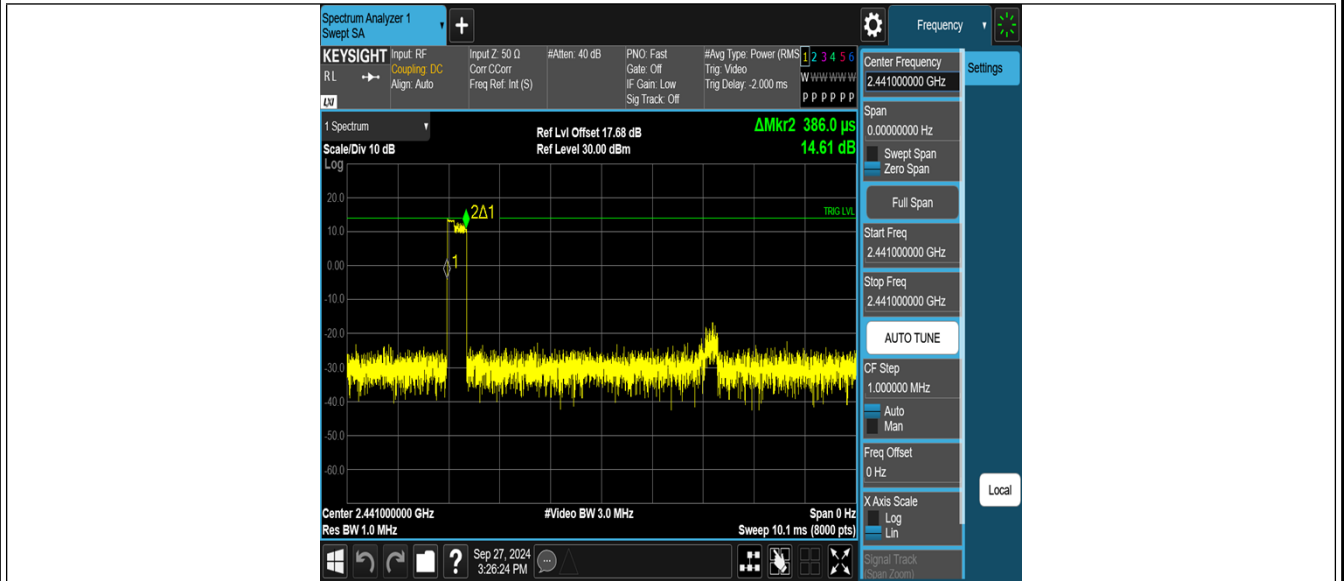 Spectrum Analyzer 1
Swept SA
+
Frequency
KEYSIGHT
Input: RF
Coupling: DC
Align: Auto
Input Z: 50 Ω
Corr CCorr
Freq Ref: Int (S)
#Atten: 40 dB
PNO: Fast
Gate: Off
IF Gain: Low
Sig Track: Off
#Avg Type: Power (RMS
Trig: Video
Trig Delay: -2.000 ms
1 2 3 4 5 6
W W W W W W
P P P P P P
RL
LXI
1 Spectrum
Scale/Div 10 dB
Log
Ref Lvl Offset 17.68 dB
Ref Level 30.00 dBm
ΔMkr2 386.0 µs
14.61 dB
20.0
10.0
0.00
-10.0
-20.0
-30.0
-40.0
-50.0
-60.0
2Δ1
1
TRIG LVL
Center 2.441000000 GHz
Res BW 1.0 MHz
#Video BW 3.0 MHz
Span 0 Hz
Sweep 10.1 ms (8000 pts)
?
Sep 27, 2024
3:26:24 PM
Center Frequency
2.441000000 GHz
Span
0.00000000 Hz
Swept Span
Zero Span
Full Span
Start Freq
2.441000000 GHz
Stop Freq
2.441000000 GHz
AUTO TUNE
CF Step
1.000000 MHz
Auto
Man
Freq Offset
0 Hz
X Axis Scale
Log
Lin
Signal Track
(Span Zoom)
Settings
Local